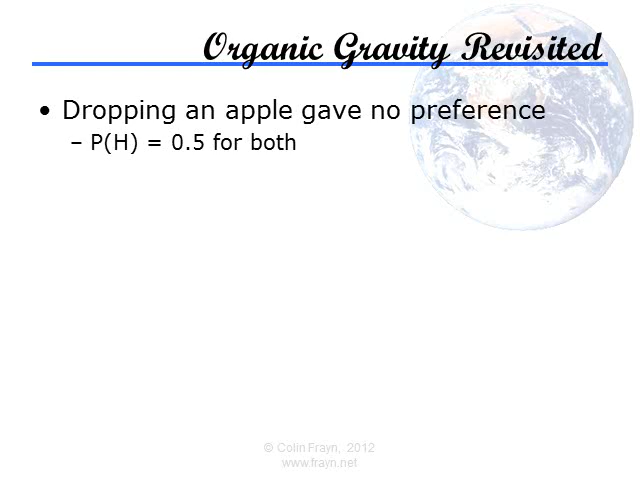 Organic Gravity Revisited
• Dropping an apple gave no preference
– P(H) = 0.5 for both
© Colin Frayn, 2012
www.frayn.net